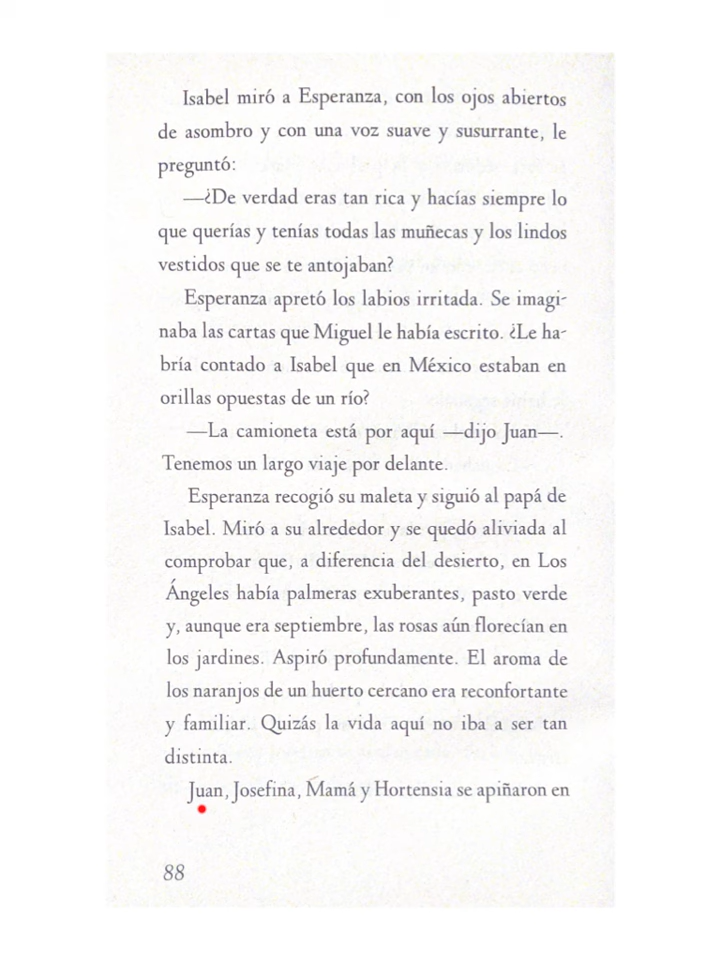 Isabel miró a Esperanza, con los ojos abiertos
de asombro y con una voz suave y susurrante, le
preguntó:
—¿De verdad eras tan rica y hacías siempre lo
que querías y tenías todas las muñecas y los lindos
vestidos que se te antojaban?
Esperanza apretó los labios irritada. Se imagi-
naba las cartas que Miguel le había escrito. ¿Le ha-
bría contado a Isabel que en México estaban en
orillas opuestas de un río?
—La camioneta está por aquí —dijo Juan—.
Tenemos un largo viaje por delante.
Esperanza recogió su maleta y siguió al papá de
Isabel. Miró a su alrededor y se quedó aliviada al
comprobar que, a diferencia del desierto, en Los
Ángeles había palmeras exuberantes, pasto verde
y, aunque era septiembre, las rosas aún florecían en
los jardines. Aspiró profundamente. El aroma de
los naranjos de un huerto cercano era reconfortante
y familiar. Quizás la vida aquí no iba a ser tan
distinta.
Juan, Josefina, Mamá y Hortensia se apiñaron en
88